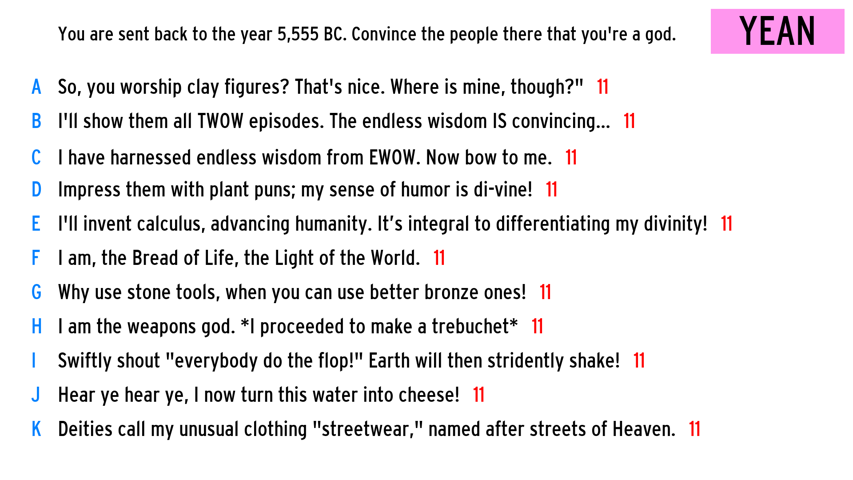 You are sent back to the year 5,555 BC. Convince the people there that you're a god.
YEAN
A So, you worship clay figures? That's nice. Where is mine, though?" 11
B I'll show them all TWOW episodes. The endless wisdom IS convincing... 11
C I have harnessed endless wisdom from EWOW. Now bow to me. 11
D Impress them with plant puns; my sense of humor is di-vine! 11
E I'll invent calculus, advancing humanity. It’s integral to differentiating my divinity! 11
F I am, the Bread of Life, the Light of the World. 11
G Why use stone tools, when you can use better bronze ones! 11
H I am the weapons god. *I proceeded to make a trebuchet* 11
I Swiftly shout "everybody do the flop!" Earth will then stridently shake! 11
J Hear ye hear ye, I now turn this water into cheese! 11
K Deities call my unusual clothing "streetwear," named after streets of Heaven. 11